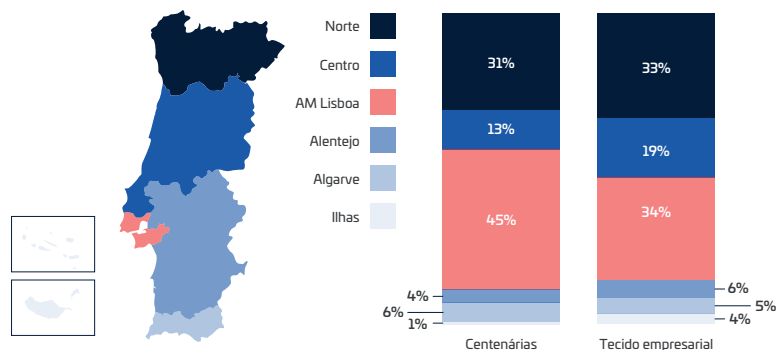 Norte
Centro
AM Lisboa
Alentejo
Algarve
Ilhas
31%
13%
45%
4%
6%
1%
Centenárias
33%
19%
34%
6%
5%
4%
Tecido empresarial